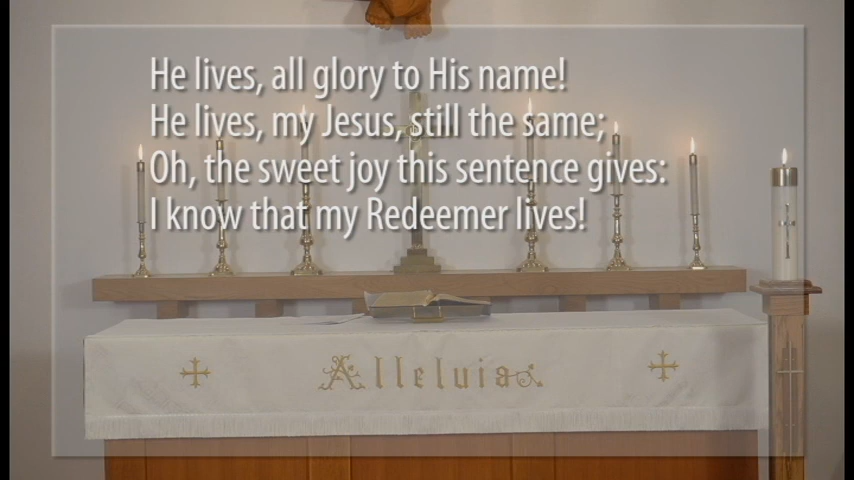 He lives, all glory to His name!
He lives, my Jesus, still the same;
Oh, the sweet joy this sentence gives:
I know that my Redeemer lives!
Alleluia